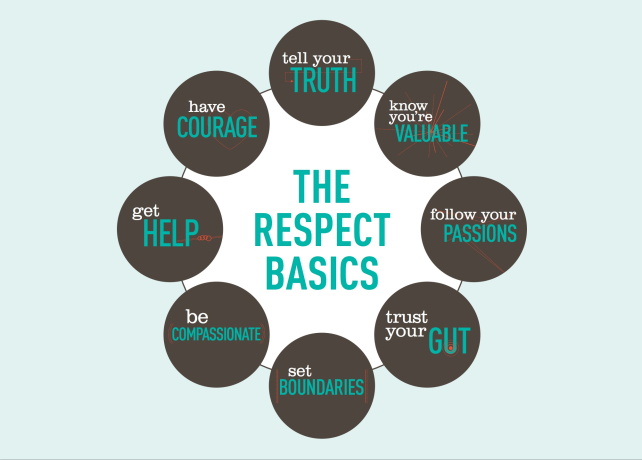 tell your
TRUTH
know
you're
VALUABLE
follow your
PASSIONS
trust
your GUT
set
BOUNDARIES
be
COMPASSIONATE
get
HELP
have
COURAGE
THE
RESPECT
BASICS